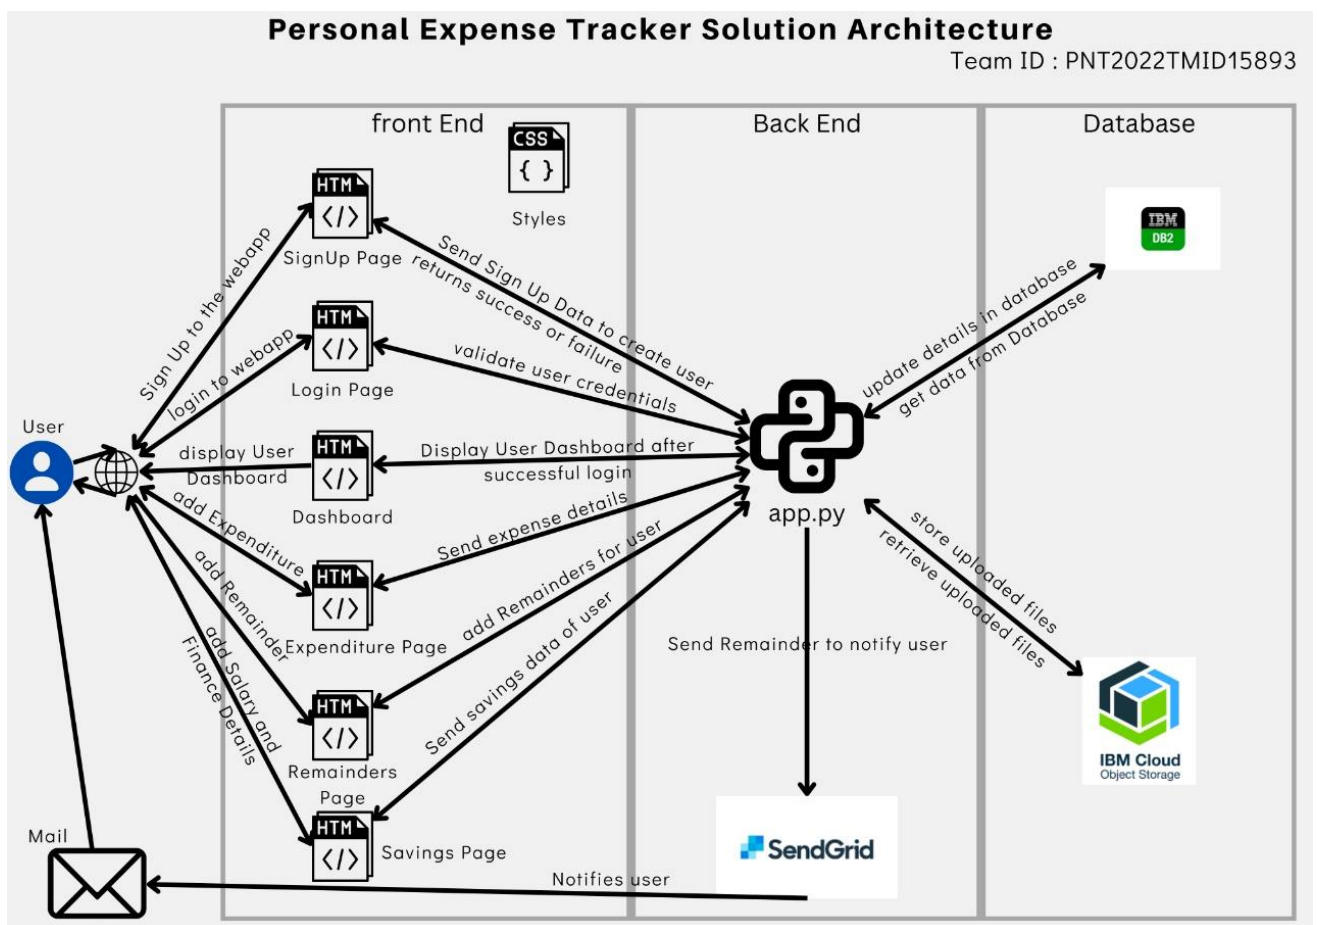 Personal Expense Tracker Solution Architecture
Team ID : PNT2022TMID15893
front End
Back End
Database
CSS
{ }
Styles
HTM
</>
SignUp Page
HTM
</>
Login Page
HTM
</>
Dashboard
HTM
</>
Expenditure Page
HTM
</>
Remainders
Page
HTM
</>
Savings Page
User
Mail
Sign Up to the webapp
login to webapp
display User
Dashboard
add Expenditure
add Remainder
add Salary and
Finance Details
Send Sign Up Data to create user
returns success or failure
validate user credentials
Display User Dashboard after
successful login
Send expense details
add Remainders for user
Send savings data of user
app.py
Send Remainder to notify user
SendGrid
Notifies user
update details in database
get data from Database
IBM
DB2
store uploaded files
retrieve uploaded files
IBM Cloud
Object Storage